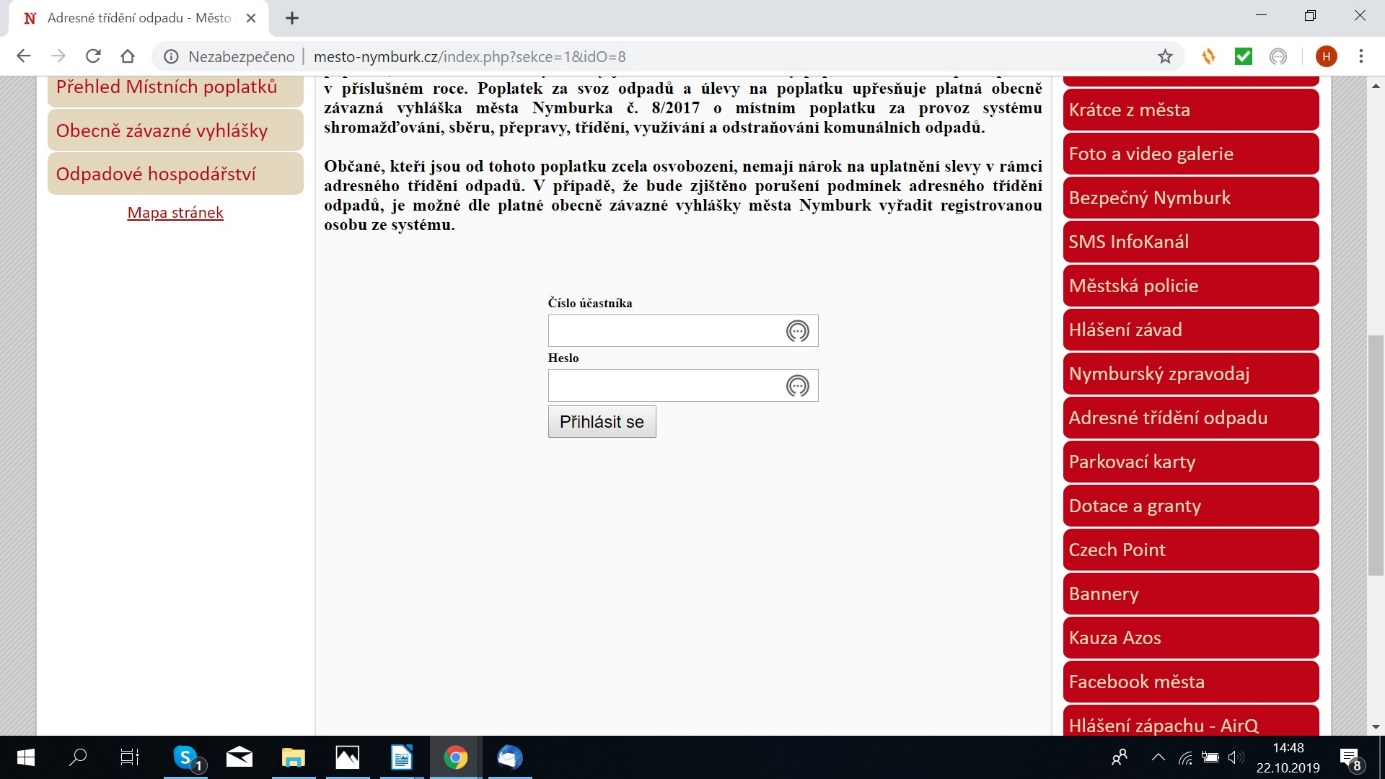 Adresné třídění odpadu - Město
Nezabezpečeno
mesto-nymburk.cz/index.php?sekce=1&idO=8
H
Přehled Místních poplatků
Obecně závazné vyhlášky
Odpadové hospodářství
Mapa stránek
v příslušném roce. Poplatek za svoz odpadů a úlevy na poplatku upřesňuje platná obecně
závazná vyhláška města Nymburka č. 8/2017 o místním poplatku za provoz systému
shromažďování, sběru, přepravy, třídění, využívání a odstraňování komunálních odpadů.
Občané, kteří jsou od tohoto poplatku zcela osvobozeni, nemají nárok na uplatnění slevy v rámci
adresného třídění odpadů. V případě, že bude zjištěno porušení podmínek adresného třídění
odpadů, je možné dle platné obecně závazné vyhlášky města Nymburk vyřadit registrovanou
osobu ze systému.
Číslo účastníka
Heslo
Přihlásit se
Krátce z města
Foto a video galerie
Bezpečný Nymburk
SMS InfoKanál
Městská policie
Hlášení závad
Nymburský zpravodaj
Adresné třídění odpadu
Parkovací karty
Dotace a granty
Czech Point
Bannery
Kauza Azos
Facebook města
Hlášení zápachu - AirQ
1
14:48
22.10.2019
8